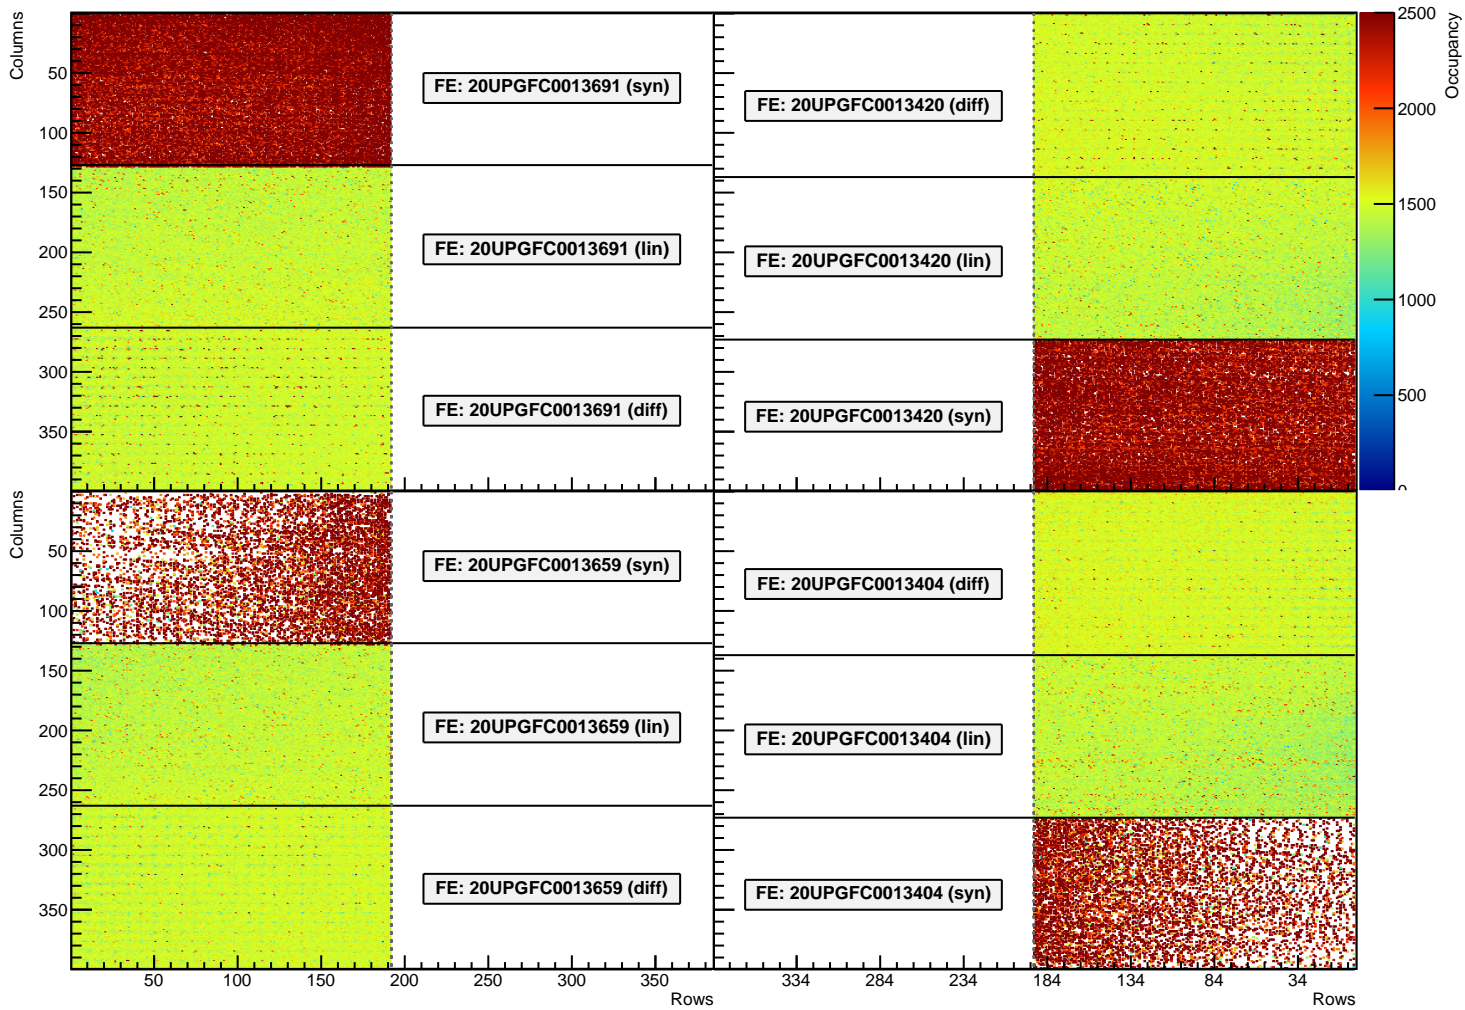 Columns
50
100
150
200
250
300
350
FE: 20UPGFC0013691 (syn)
FE: 20UPGFC0013691 (lin)
FE: 20UPGFC0013691 (diff)
FE: 20UPGFC0013420 (diff)
FE: 20UPGFC0013420 (lin)
FE: 20UPGFC0013420 (syn)
2500
2000
1500
1000
500
0
Occupancy
Columns
50
100
150
200
250
300
350
FE: 20UPGFC0013659 (syn)
FE: 20UPGFC0013659 (lin)
FE: 20UPGFC0013659 (diff)
FE: 20UPGFC0013404 (diff)
FE: 20UPGFC0013404 (lin)
FE: 20UPGFC0013404 (syn)
50 100 150 200 250 300 350
Rows
334 284 234 184 134 84 34
Rows